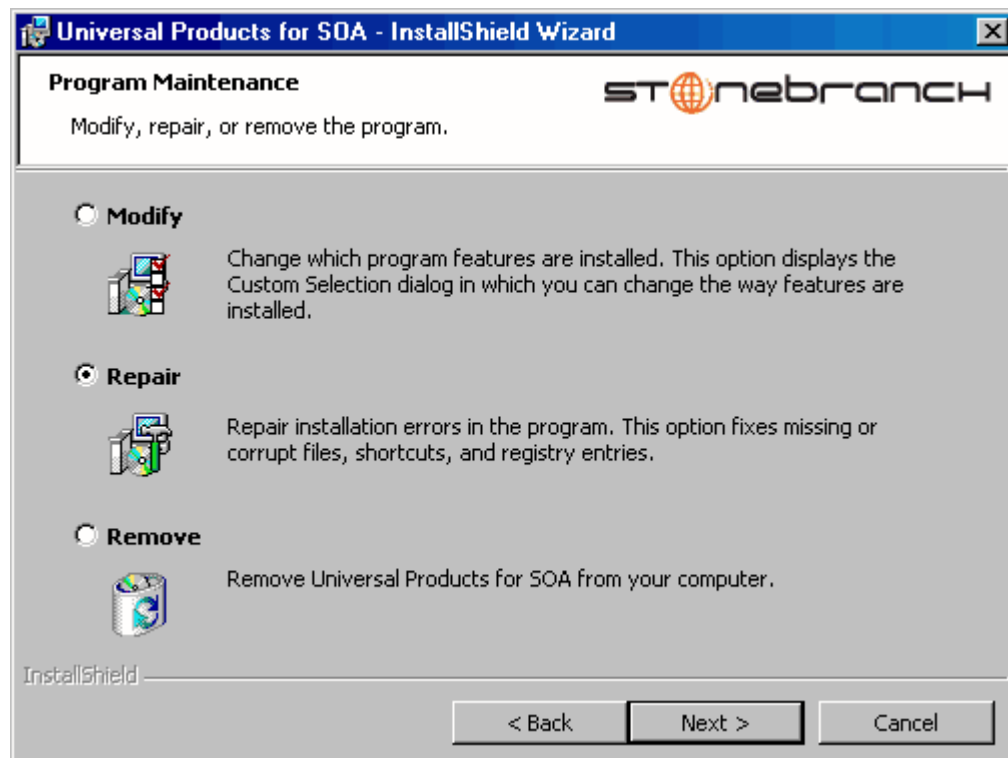 Universal Products for SOA - InstallShield Wizard
Program Maintenance
stonebranch
Modify, repair, or remove the program.
Modify
Change which program features are installed. This option displays the
Custom Selection dialog in which you can change the way features are
installed.
Repair
Repair installation errors in the program. This option fixes missing or
corrupt files, shortcuts, and registry entries.
Remove
Remove Universal Products for SOA from your computer.
InstallShield
< Back
Next >
Cancel